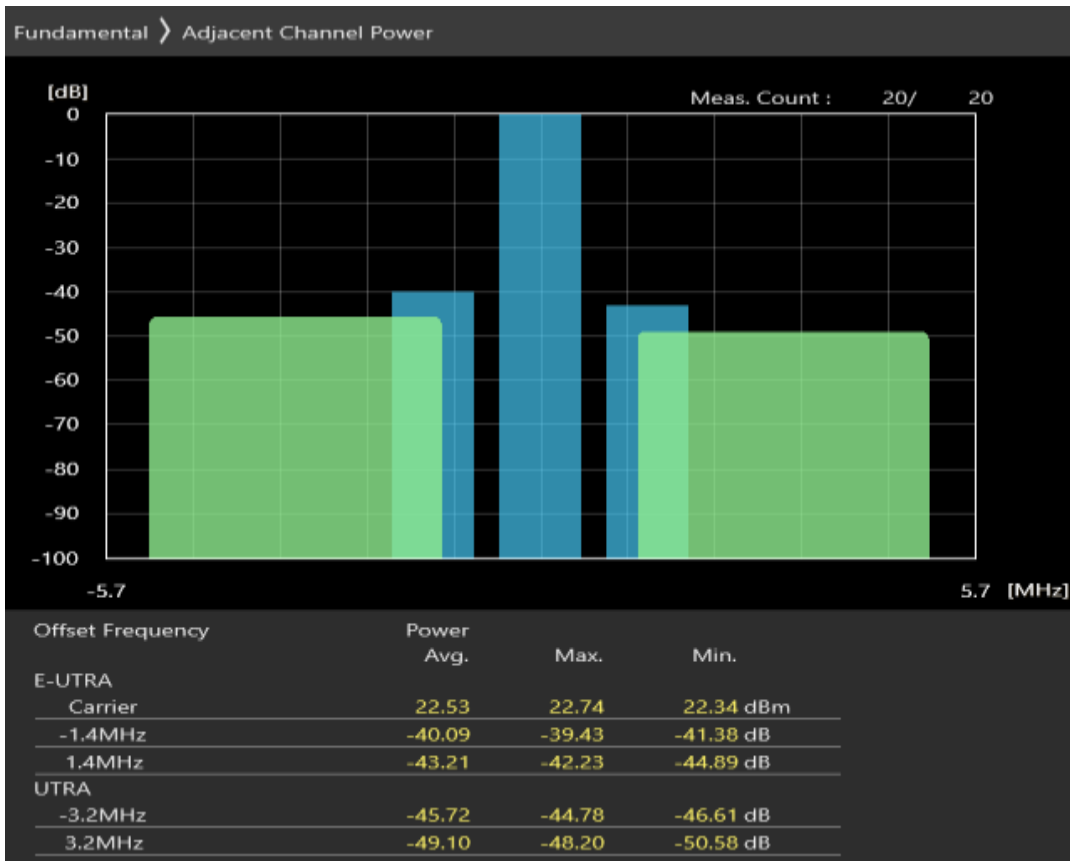 Fundamental 〉 Adjacent Channel Power
[dB]
Meas. Count : 20/ 20
0
-10
-20
-30
-40
-50
-60
-70
-80
-90
-100
-5.7 5.7 [MHz]
Offset Frequency Power
Avg. Max. Min.
E-UTRA
Carrier 22.53 22.74 22.34 dBm
-1.4MHz -40.09 -39.43 -41.38 dB
1.4MHz -43.21 -42.23 -44.89 dB
UTRA
-3.2MHz -45.72 -44.78 -46.61 dB
3.2MHz -49.10 -48.20 -50.58 dB